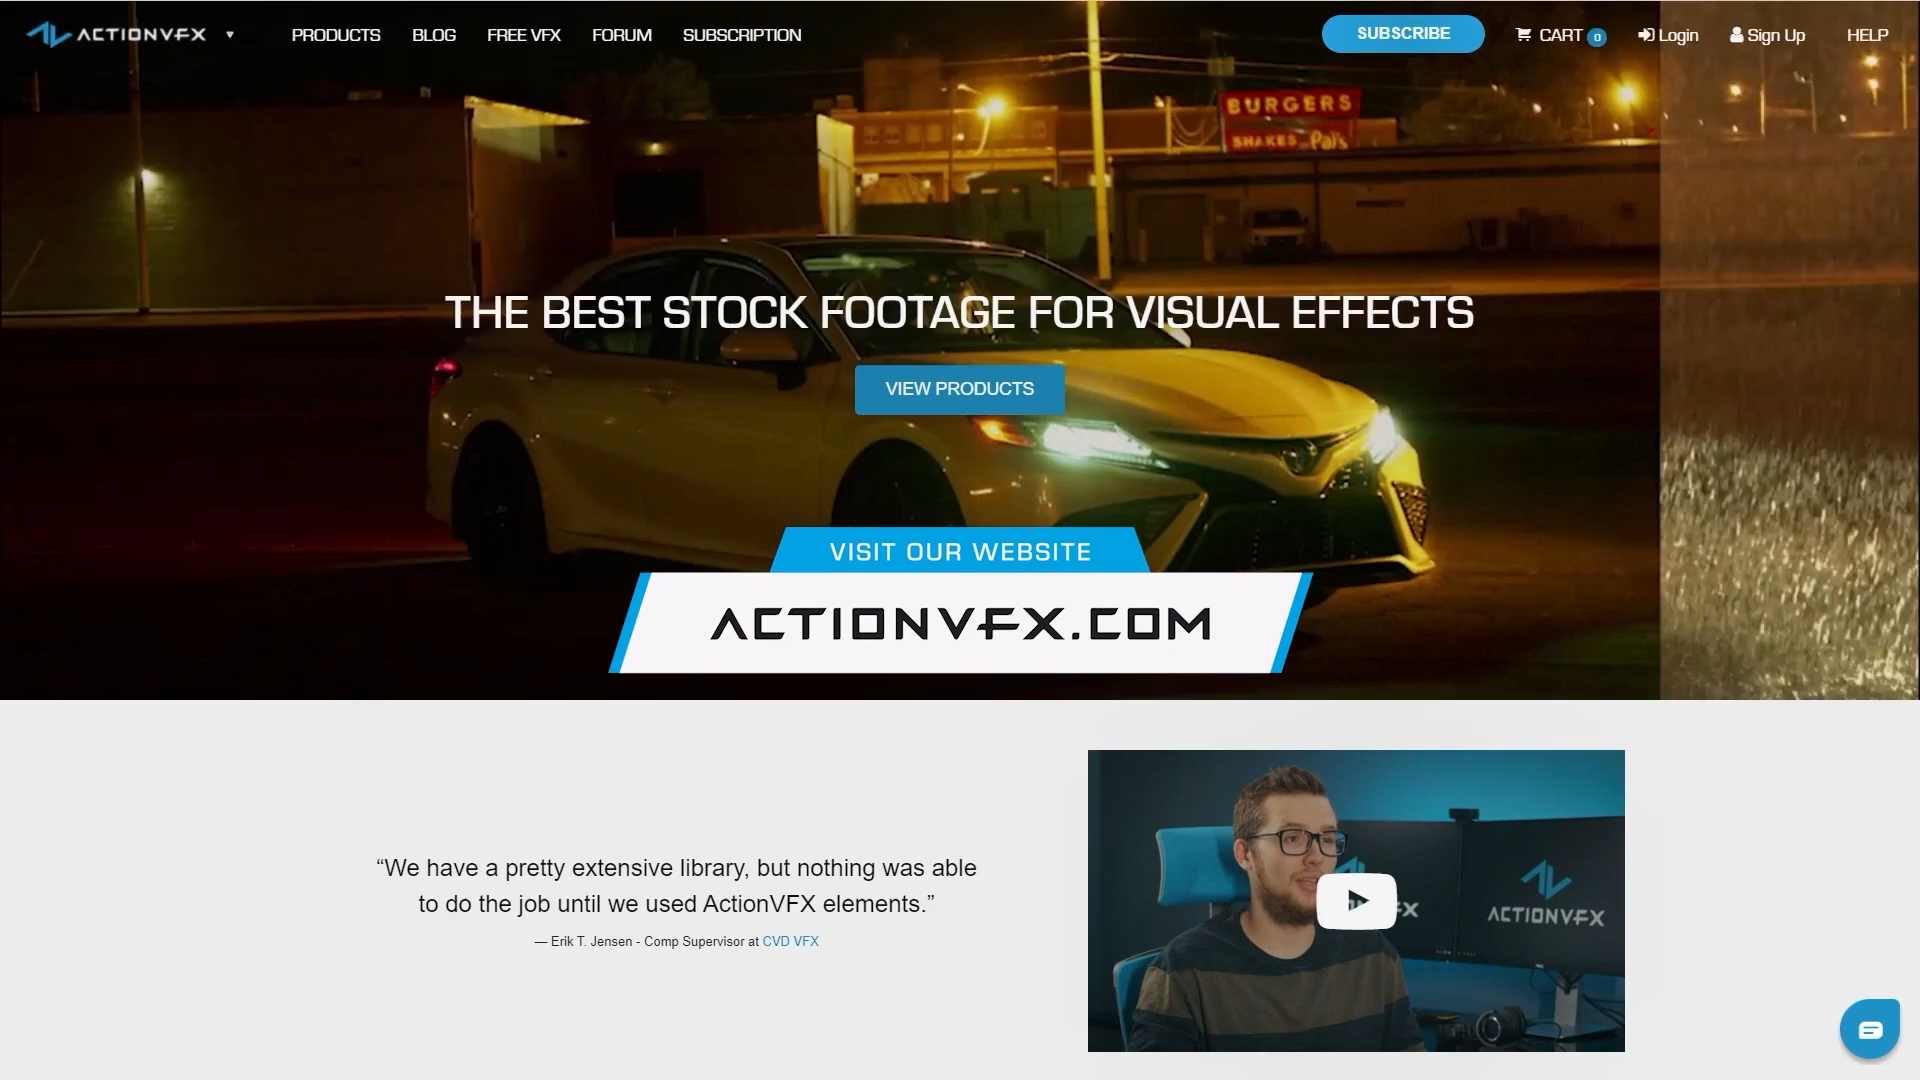 ACTIONVFX
PRODUCTS
BLOG
FREE VFX
FORUM
SUBSCRIPTION
SUBSCRIBE
CART 0
Login
Sign Up
HELP
BURGERS
SHAKES Pal's
THE BEST STOCK FOOTAGE FOR VISUAL EFFECTS
VIEW PRODUCTS
VISIT OUR WEBSITE
ACTIONVFX.COM
“We have a pretty extensive library, but nothing was able
to do the job until we used ActionVFX elements.”
— Erik T. Jensen - Comp Supervisor at CVD VFX
ACTIONVFX